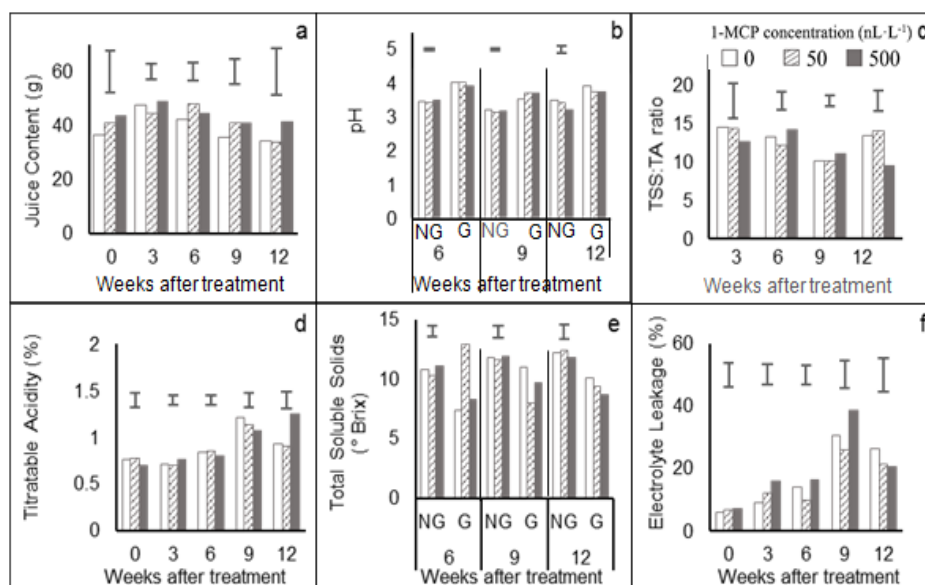 a
60
40
20
0
Juice Content (g)
0 3 6 9 12
Weeks after treatment
b
5
4
3
2
1
0
pH
NG G NG G NG G
6 9 12
Weeks after treatment
1-MCP concentration (nL·L⁻¹)
0 50 500
20
15
10
5
0
TSS:TA ratio
3 6 9 12
Weeks after treatment
d
2
1.5
1
0.5
0
Titratable Acidity (%)
0 3 6 9 12
Weeks after treatment
e
15
10
5
0
Total Soluble Solids
(° Brix)
NG G NG G NG G
6 9 12
Weeks after treatment
f
60
40
20
0
Electrolyte Leakage (%)
0 3 6 9 12
Weeks after treatment